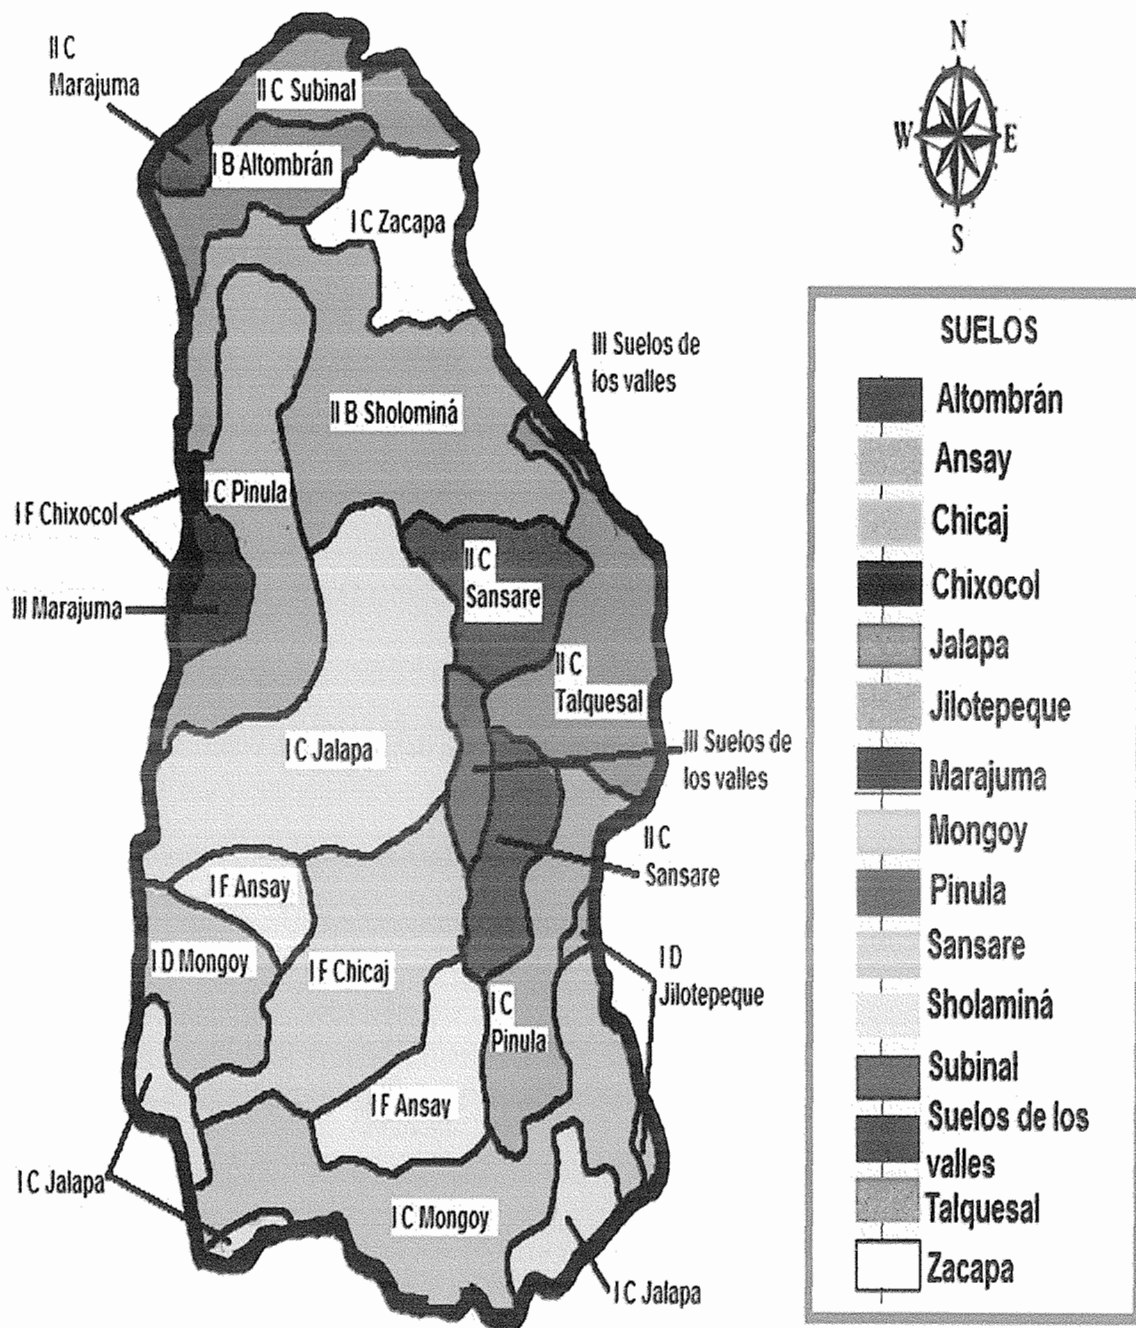 II C
Marajuma
II C Subinal
I B Altombrán
I C Zacapa
N
W
E
S
III Suelos de
los valles
II B Sholominá
I C Pinula
I F Chixocol
II C
Sansare
III Marajuma
II C
Talquesal
I C Jalapa
III Suelos de
los valles
II C
Sansare
I F Ansay
I D Mongoy
I F Chicaj
I D
Jilotepeque
I C
Pinula
I F Ansay
I C Jalapa
I C Mongoy
I C Jalapa
SUELOS
Altombrán
Ansay
Chicaj
Chixocol
Jalapa
Jilotepeque
Marajuma
Mongoy
Pinula
Sansare
Sholaminá
Subinal
Suelos de los
valles
Talquesal
Zacapa